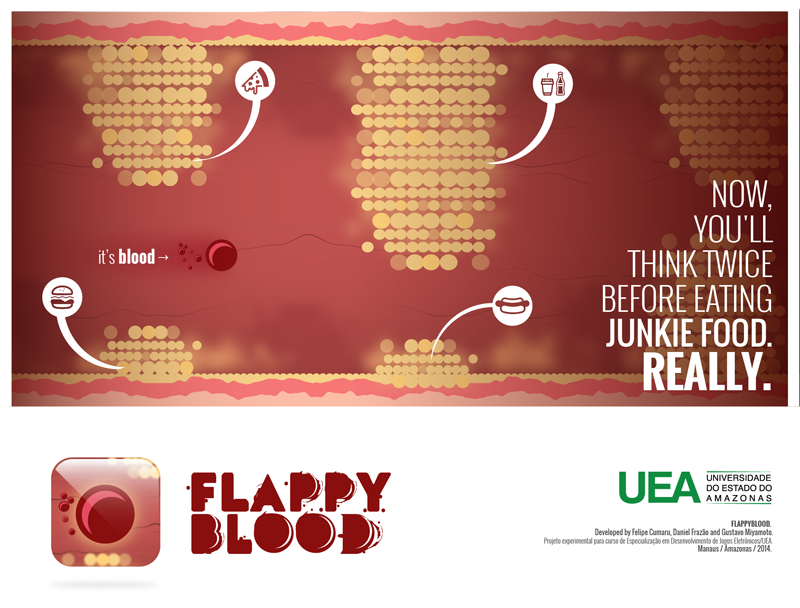 it's blood→
NOW,
YOU'LL
THINK TWICE
BEFORE EATING
JUNKIE FOOD.
REALLY.
FLAPPY
BLOOD
UEA
UNIVERSIDADE
DO ESTADO DO
AMAZONAS
FLAPPYBLOOD.
Developed by Felipe Cumaru, Daniel Frazão and Gustavo Miyamoto.
Projeto experimental para curso de Especialização em Desenvolvimento de Jogos Eletrônicos/UEA.
Manaus / Amazonas / 2014.